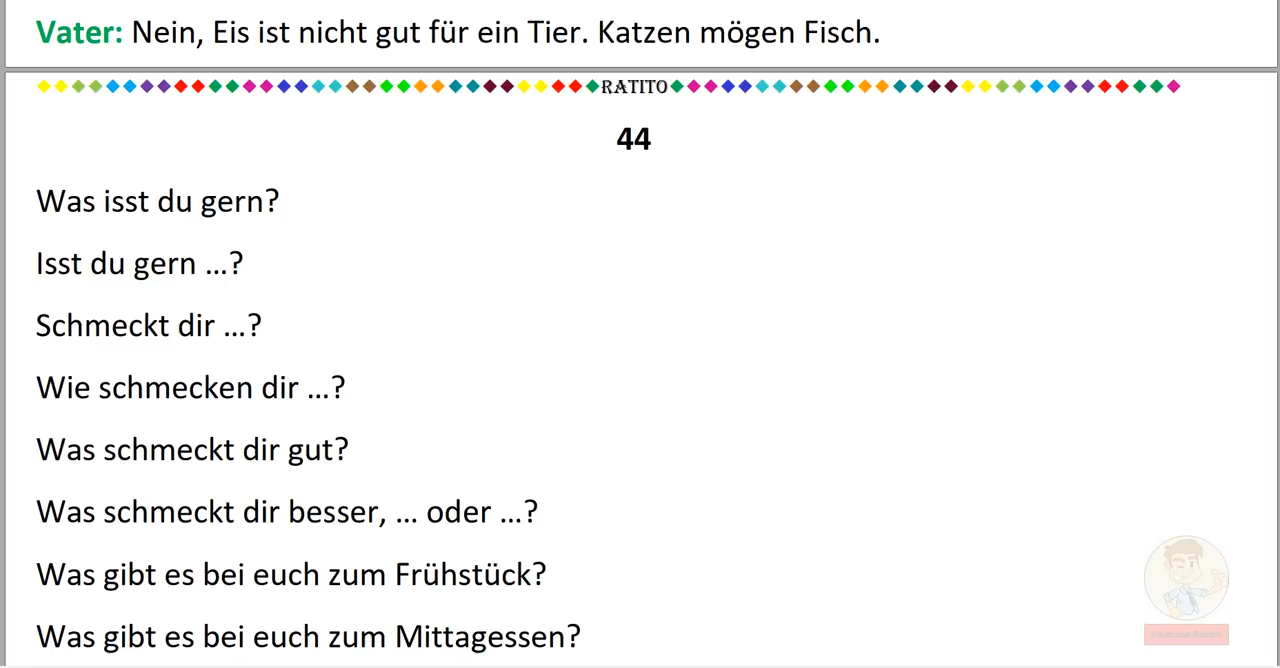 Vater: Nein, Eis ist nicht gut für ein Tier. Katzen mögen Fisch.
RATITO
44
Was isst du gern?
Isst du gern ...?
Schmeckt dir ...?
Wie schmecken dir ...?
Was schmeckt dir gut?
Was schmeckt dir besser, ... oder ...?
Was gibt es bei euch zum Frühstück?
Was gibt es bei euch zum Mittagessen?